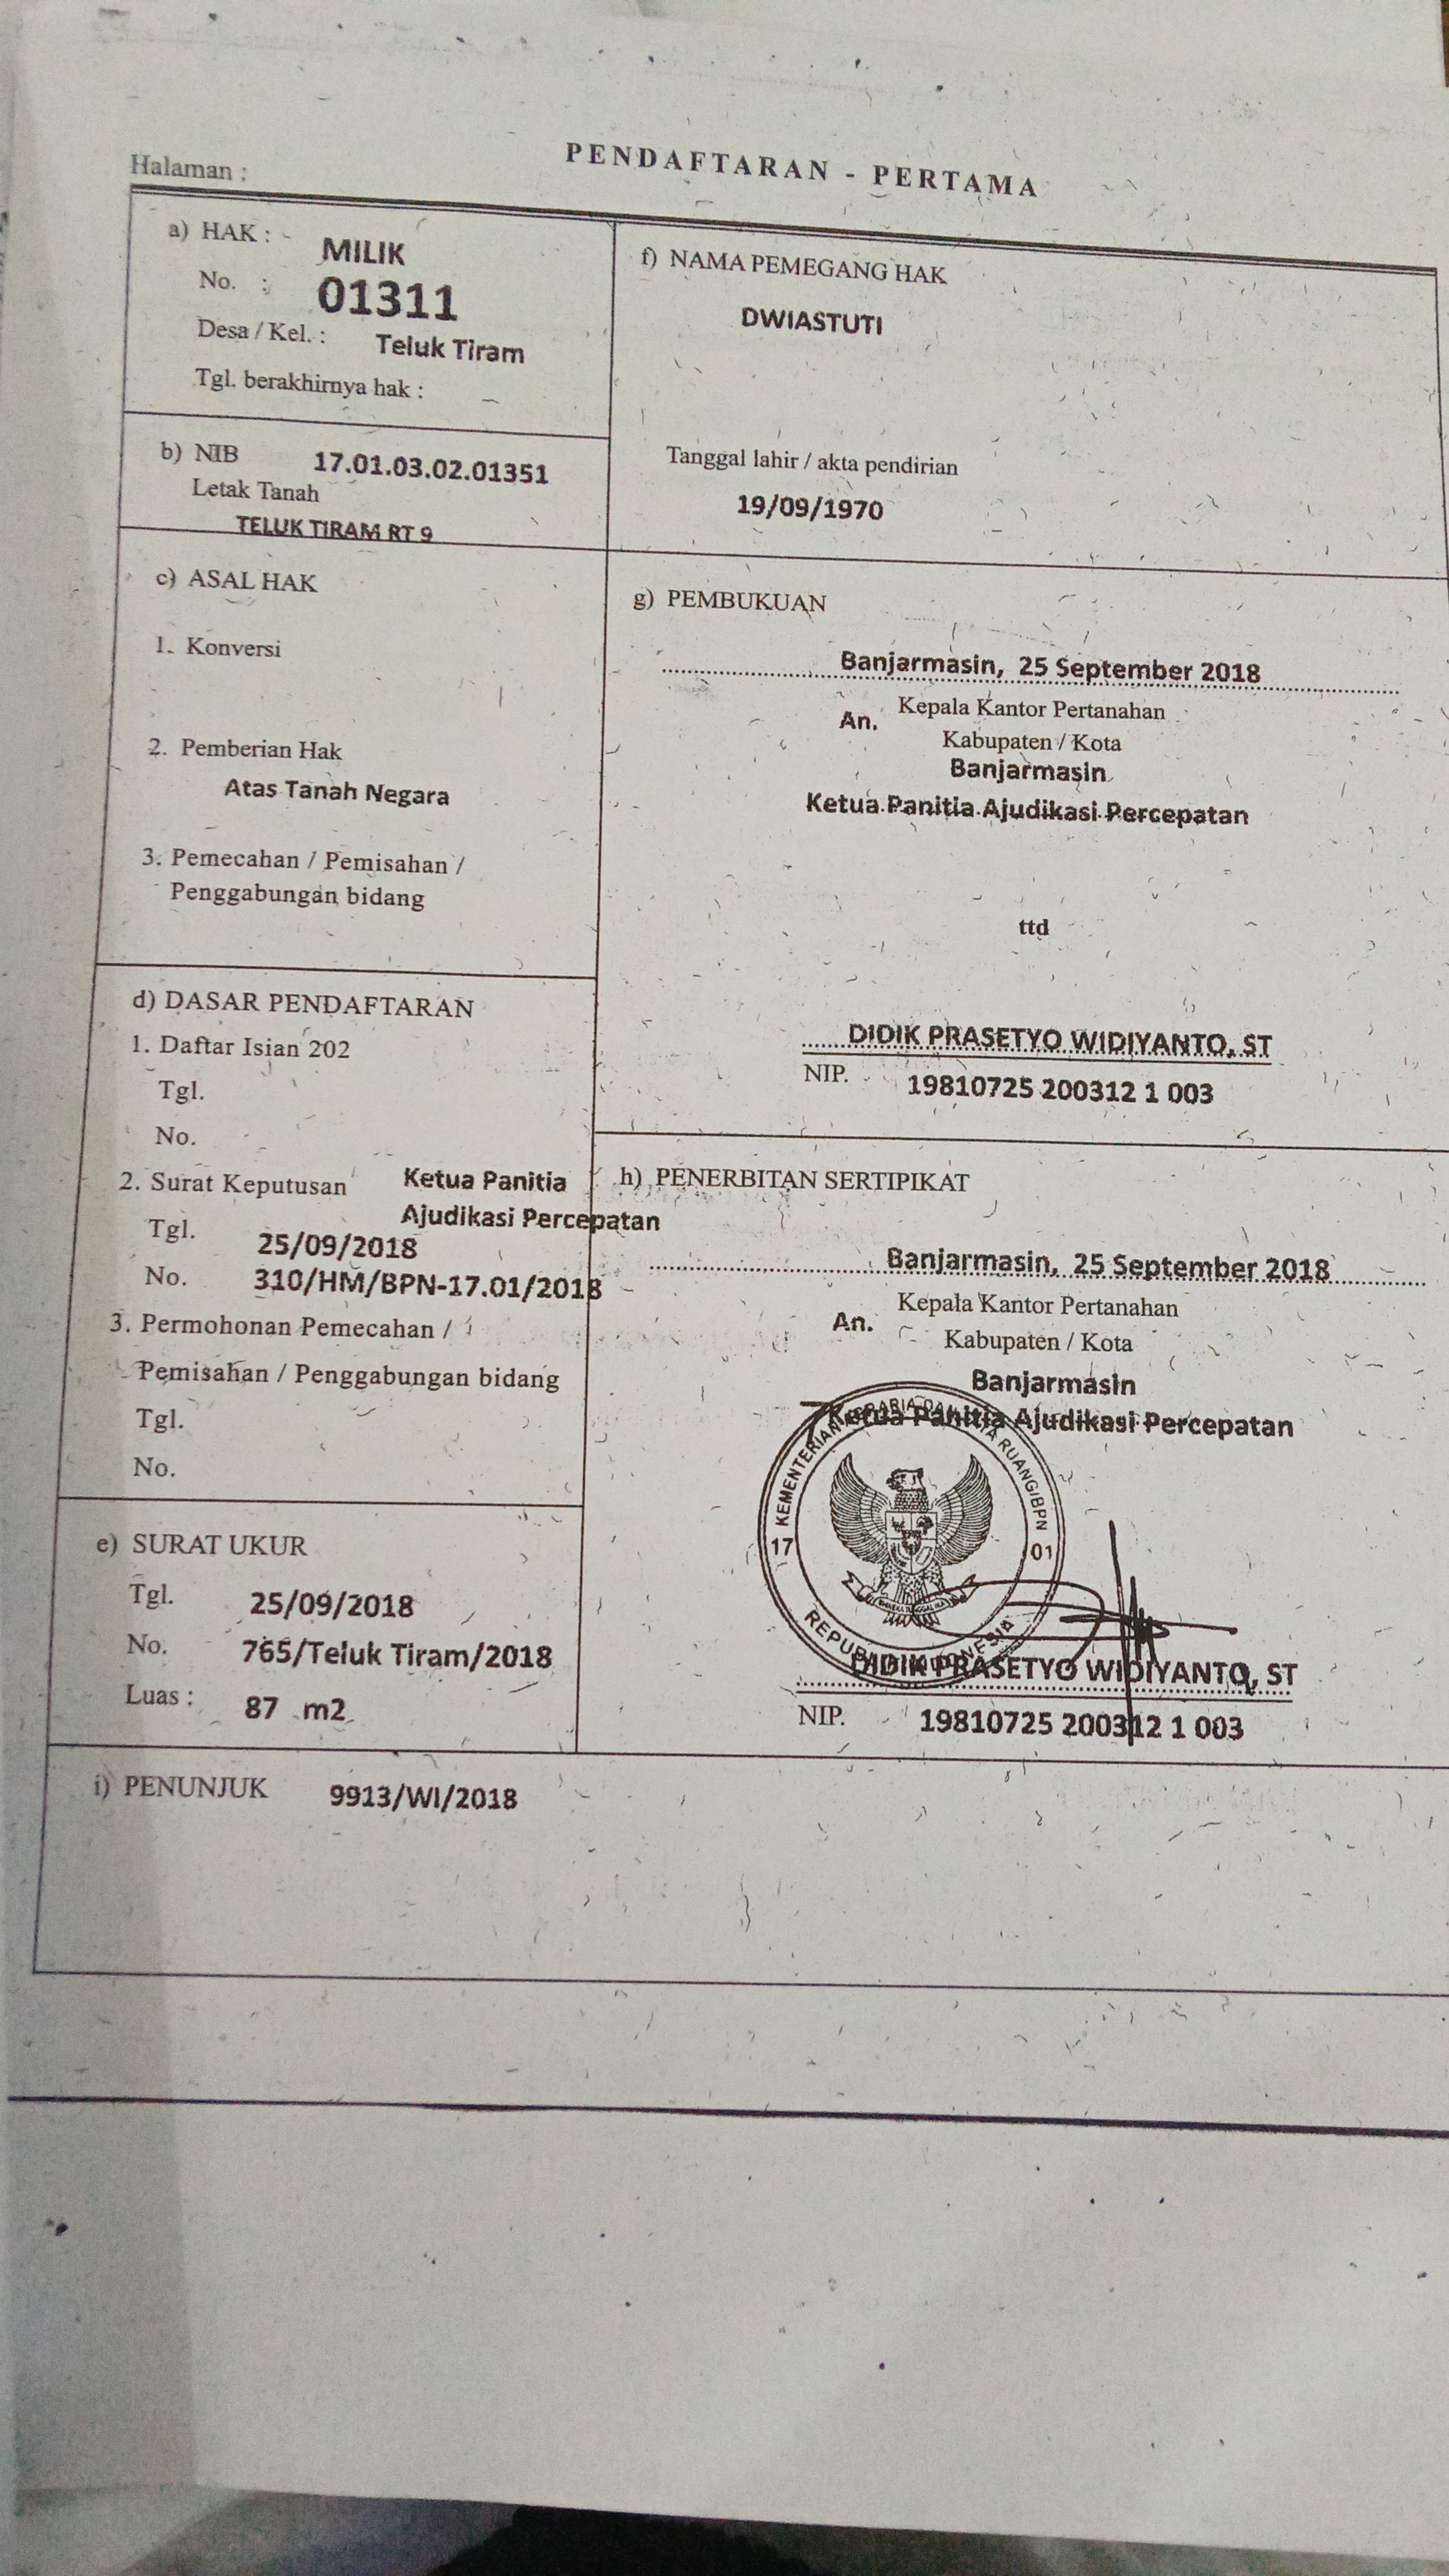 Halaman :
PENDAFTARAN - PERTAMA
a) HAK : MILIK
No. : 01311
Desa / Kel. : Teluk Tiram
Tgl. berakhirnya hak :
b) NIB 17.01.03.02.01351
Letak Tanah
TELUK TIRAM RT 9
c) ASAL HAK
1. Konversi
2. Pemberian Hak
Atas Tanah Negara
3. Pemecahan / Pemisahan /
Penggabungan bidang
d) DASAR PENDAFTARAN
1. Daftar Isian 202
Tgl.
No.
2. Surat Keputusan Ketua Panitia
Ajudikasi Percepatan
Tgl. 25/09/2018
No. 310/HM/BPN-17.01/2018
3. Permohonan Pemecahan /
Pemisahan / Penggabungan bidang
Tgl.
No.
e) SURAT UKUR
Tgl. 25/09/2018
No. 765/Teluk Tiram/2018
Luas : 87 m2
f) NAMA PEMEGANG HAK
DWIASTUTI
Tanggal lahir / akta pendirian
19/09/1970
g) PEMBUKUAN
Banjarmasin, 25 September 2018
An. Kepala Kantor Pertanahan
Kabupaten / Kota
Banjarmasin
Ketua Panitia Ajudikasi Percepatan
ttd
DIDIK PRASETYO WIDIYANTO, ST
NIP. 19810725 200312 1 003
h) PENERBITAN SERTIPIKAT
Banjarmasin, 25 September 2018
An. Kepala Kantor Pertanahan
Kabupaten / Kota
Banjarmasin
Ketua Panitia Ajudikasi Percepatan
KEMENTERIAN AGRARIA DAN TATA RUANG/BPN
17 01
REPUBLIK INDONESIA
DIDIK PRASETYO WIDIYANTO, ST
NIP. 19810725 200312 1 003
i) PENUNJUK 9913/WI/2018